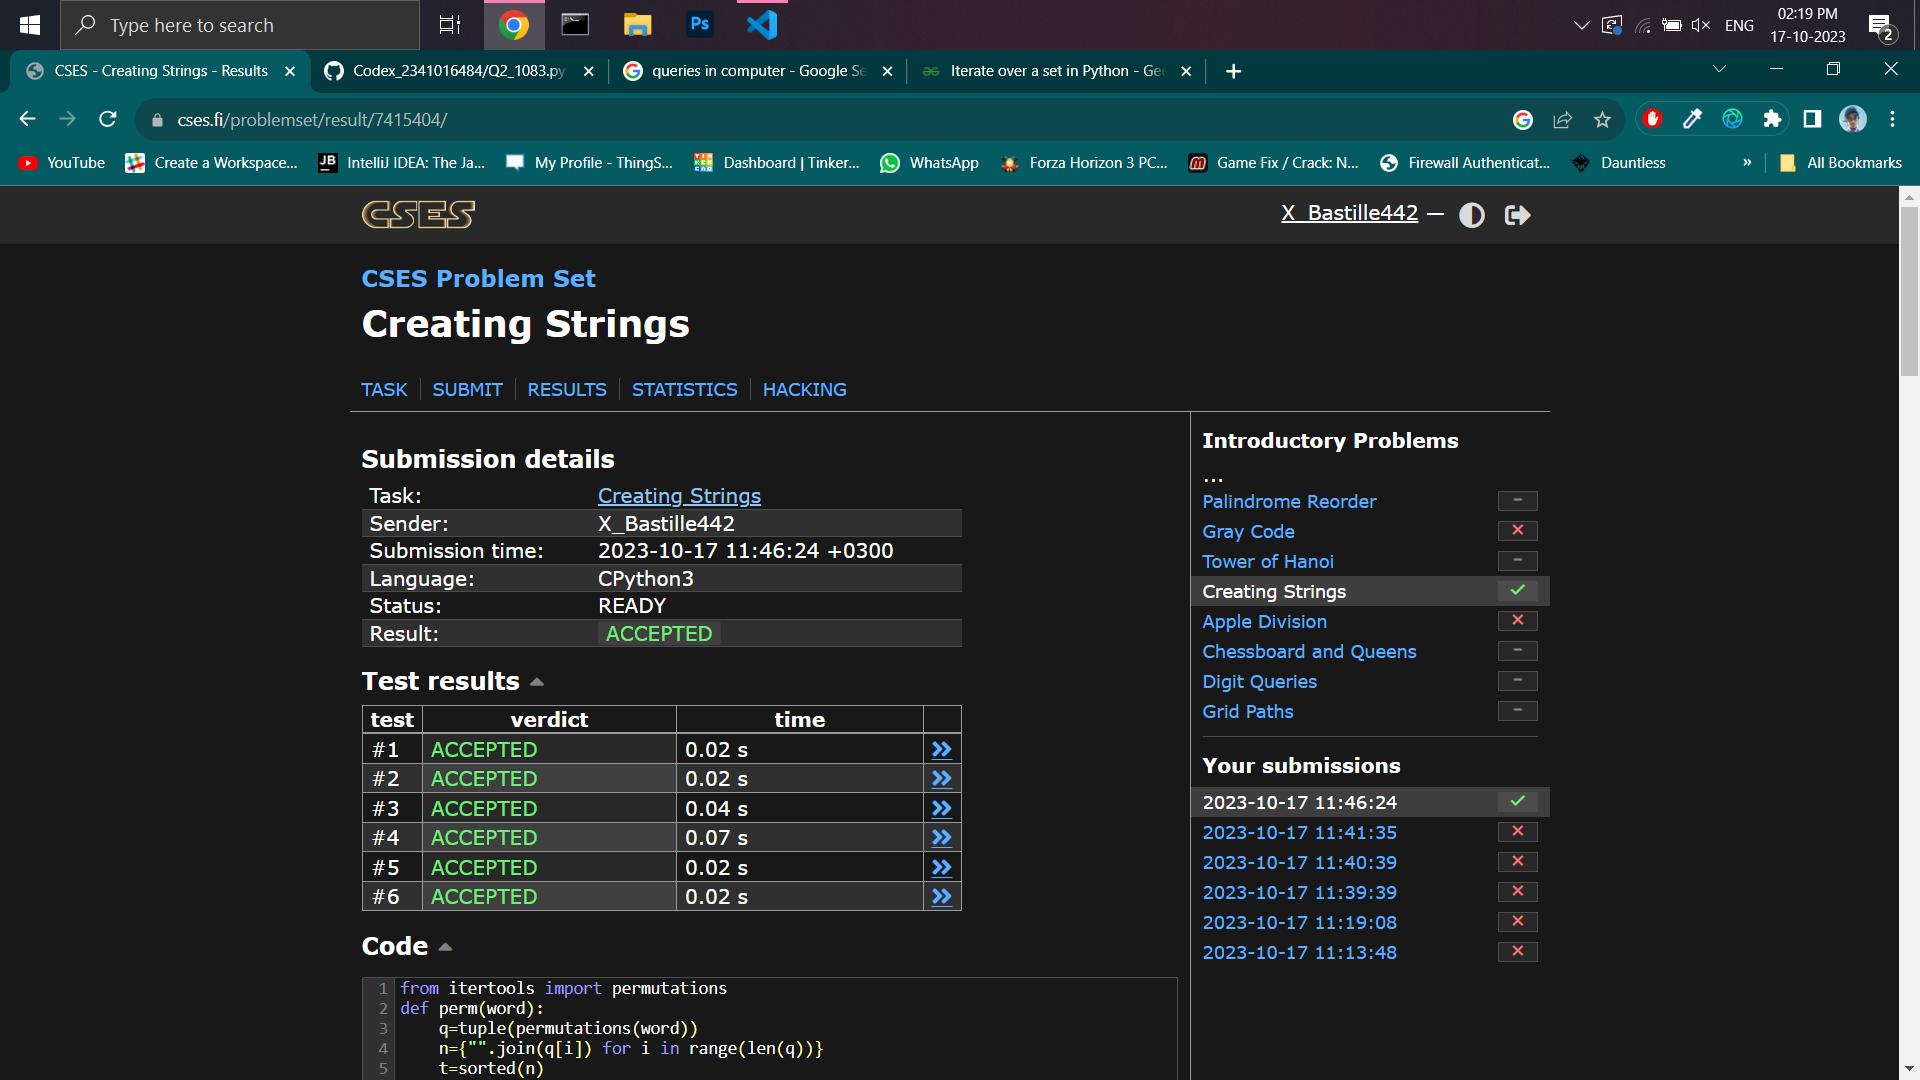 Type here to search
Ps
ENG
02:19 PM
17-10-2023
2
CSES - Creating Strings - Results
Codex_2341016484/Q2_1083.py
queries in computer - Google Se
Iterate over a set in Python - Gee
cses.fi/problemset/result/7415404/
YouTube
Create a Workspace...
JB
IntelliJ IDEA: The Ja...
My Profile - ThingS...
Dashboard | Tinker...
WhatsApp
Forza Horizon 3 PC...
Game Fix / Crack: N...
Firewall Authenticat...
Dauntless
»
All Bookmarks
CSES
X_Bastille442 —
CSES Problem Set
Creating Strings
TASK
SUBMIT
RESULTS
STATISTICS
HACKING
Submission details
Task: Creating Strings
Sender: X_Bastille442
Submission time: 2023-10-17 11:46:24 +0300
Language: CPython3
Status: READY
Result: ACCEPTED
Test results
test verdict time
#1 ACCEPTED 0.02 s
#2 ACCEPTED 0.02 s
#3 ACCEPTED 0.04 s
#4 ACCEPTED 0.07 s
#5 ACCEPTED 0.02 s
#6 ACCEPTED 0.02 s
Code
1 from itertools import permutations
2 def perm(word):
3 q=tuple(permutations(word))
4 n={"".join(q[i]) for i in range(len(q))}
5 t=sorted(n)
Introductory Problems
...
Palindrome Reorder
Gray Code
Tower of Hanoi
Creating Strings
Apple Division
Chessboard and Queens
Digit Queries
Grid Paths
Your submissions
2023-10-17 11:46:24
2023-10-17 11:41:35
2023-10-17 11:40:39
2023-10-17 11:39:39
2023-10-17 11:19:08
2023-10-17 11:13:48